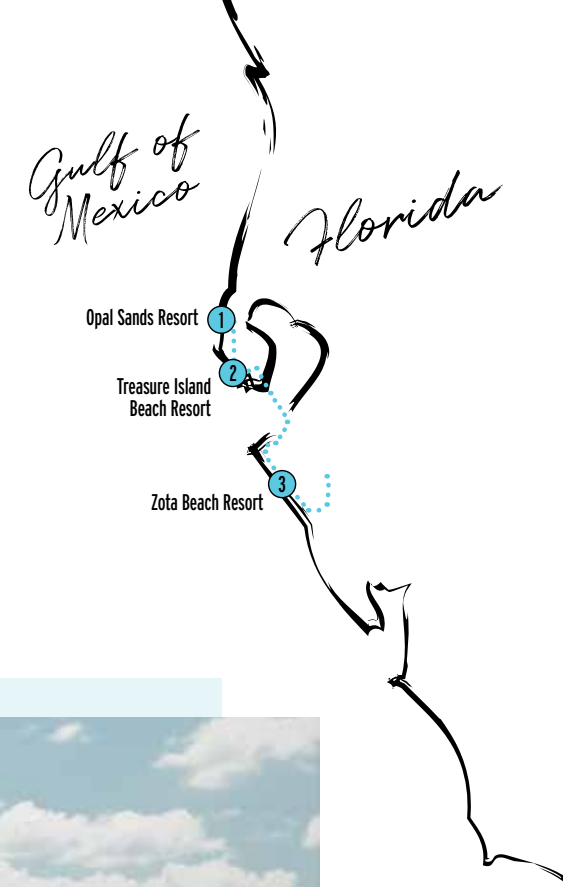 Gulf of
Mexico
Florida
Opal Sands Resort
1
2
Treasure Island
Beach Resort
3
Zota Beach Resort